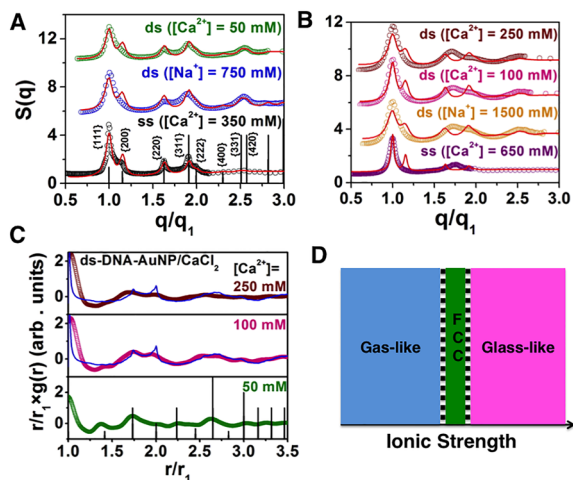 A
ds ([Ca²⁺] = 50 mM)
ds ([Na⁺] = 750 mM)
ss ([Ca²⁺] = 350 mM)
{111}
{200}
{220}
{311}
{222}
{400}
{331}
{420}
S(q)
12
8
4
0
0.5 1.0 1.5 2.0 2.5 3.0
q/q₁
B
ds ([Ca²⁺] = 250 mM)
ds ([Ca²⁺] = 100 mM)
ds ([Na⁺] = 1500 mM)
ss ([Ca²⁺] = 650 mM)
12
8
4
0
0.5 1.0 1.5 2.0 2.5 3.0
q/q₁
C
ds-DNA-AuNP/CaCl₂
[Ca²⁺]=
250 mM
100 mM
50 mM
r/r₁×g(r) (arb. units)
2
0
2
0
2
0
1.0 1.5 2.0 2.5 3.0 3.5
r/r₁
D
Gas-like
FCC
Glass-like
Ionic Strength